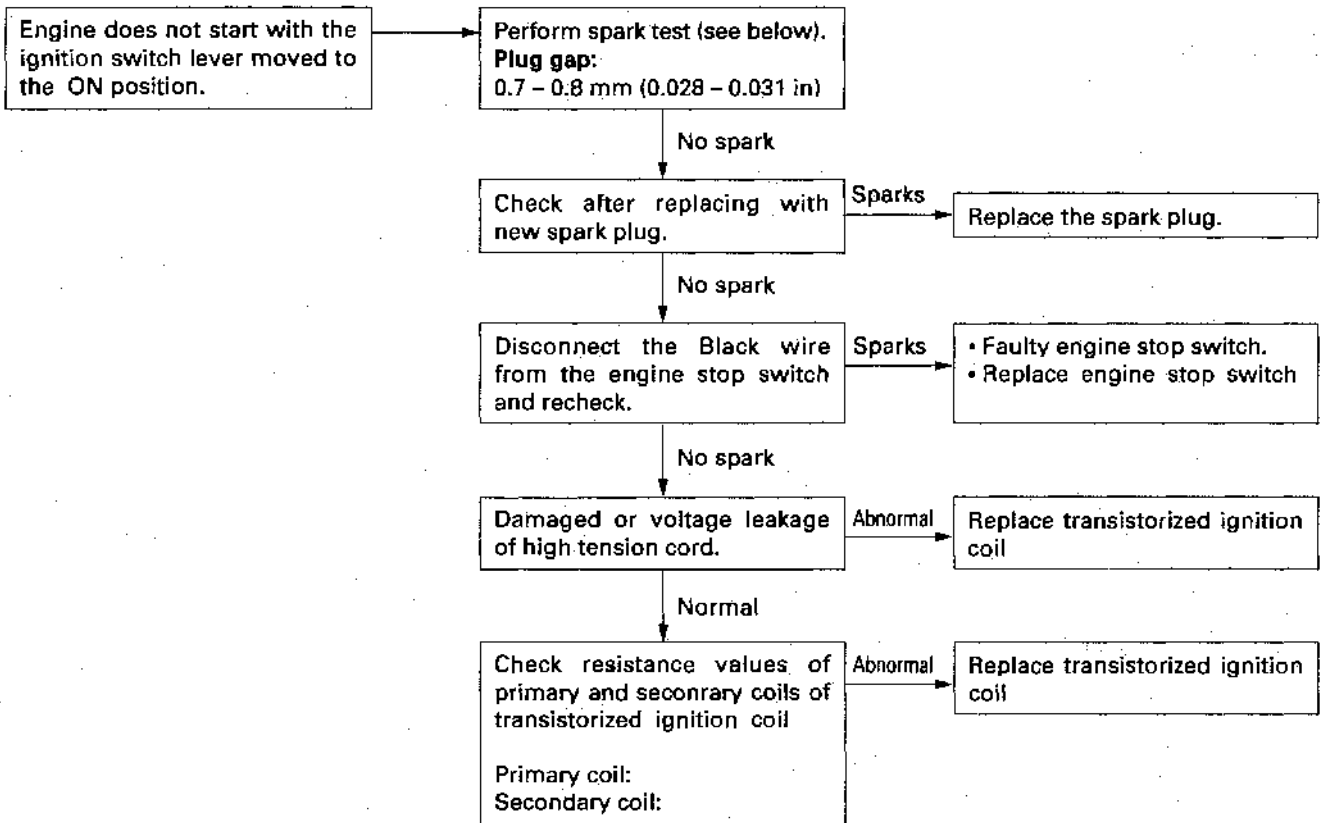 Engine does not start with the
ignition switch lever moved to
the ON position.
Perform spark test (see below).
Plug gap:
0.7 – 0.8 mm (0.028 – 0.031 in)
No spark
Check after replacing with
new spark plug.
Sparks
Replace the spark plug.
No spark
Disconnect the Black wire
from the engine stop switch
and recheck.
Sparks
• Faulty engine stop switch.
• Replace engine stop switch
No spark
Damaged or voltage leakage
of high tension cord.
Abnormal
Replace transistorized ignition
coil
Normal
Check resistance values of
primary and seconrary coils of
transistorized ignition coil
Primary coil:
Secondary coil:
Abnormal
Replace transistorized ignition
coil